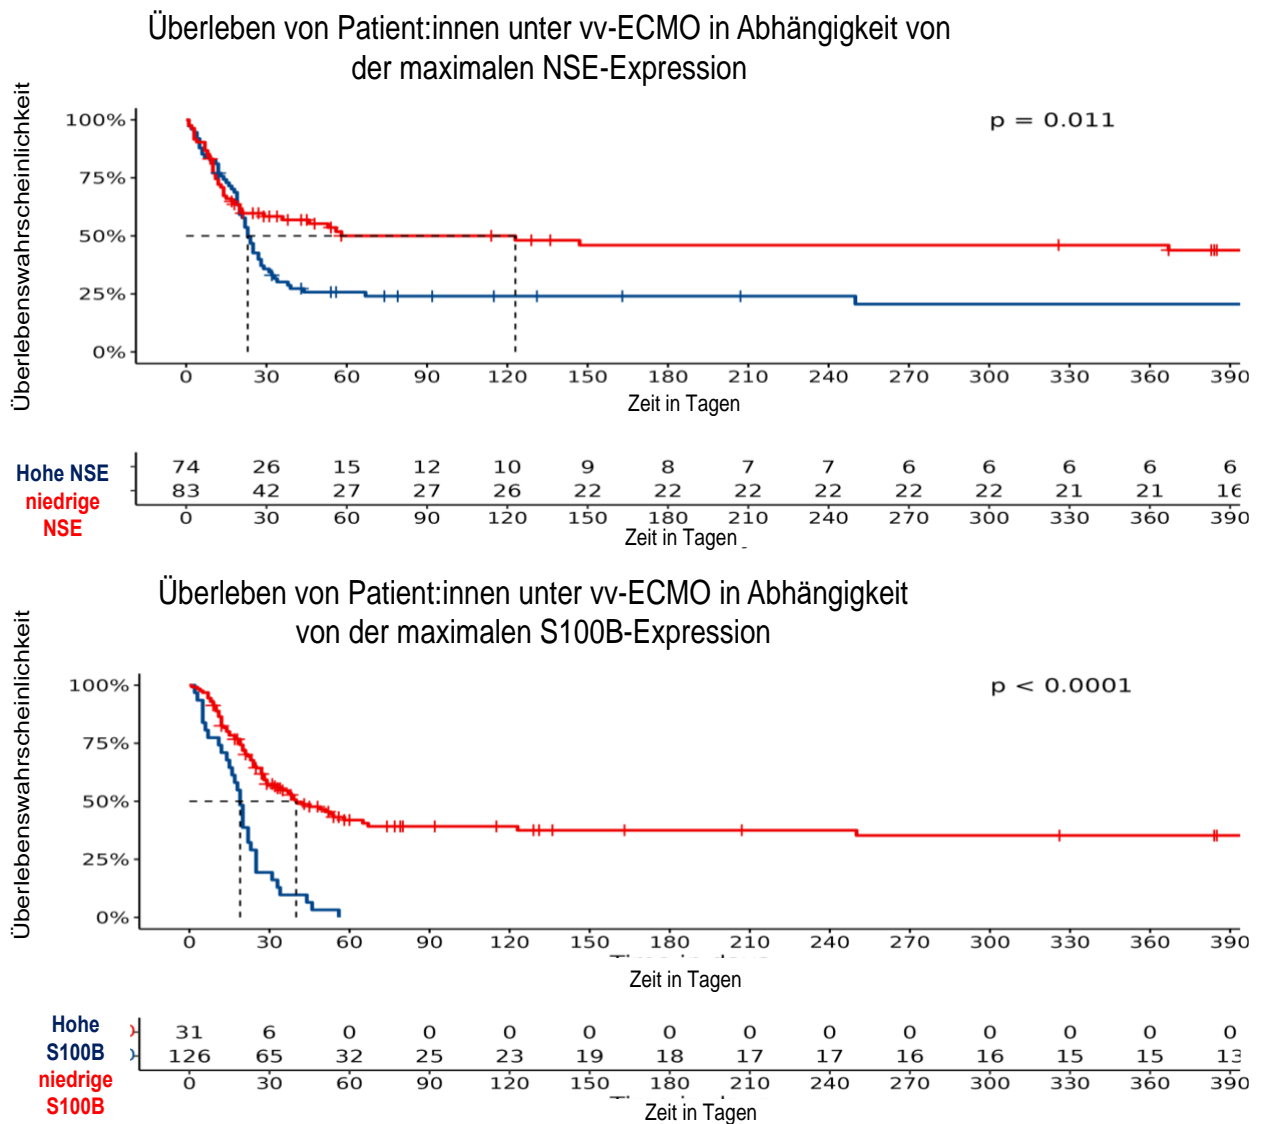 Überleben von Patient:innen unter vv-ECMO in Abhängigkeit von
der maximalen NSE-Expression
Überlebenswahrscheinlichkeit
p = 0.011
100%
75%
50%
25%
0%
0 30 60 90 120 150 180 210 240 270 300 330 360 390
Zeit in Tagen
Hohe NSE
niedrige
NSE
74 26 15 12 10 9 8 7 7 6 6 6 6 6
83 42 27 27 26 22 22 22 22 22 22 21 21 16
0 30 60 90 120 150 180 210 240 270 300 330 360 390
Zeit in Tagen
Überleben von Patient:innen unter vv-ECMO in Abhängigkeit
von der maximalen S100B-Expression
Überlebenswahrscheinlichkeit
p < 0.0001
100%
75%
50%
25%
0%
0 30 60 90 120 150 180 210 240 270 300 330 360 390
Zeit in Tagen
Hohe
S100B
niedrige
S100B
31 6 0 0 0 0 0 0 0 0 0 0 0 0
126 65 32 25 23 19 18 17 17 16 16 15 15 13
0 30 60 90 120 150 180 210 240 270 300 330 360 390
Zeit in Tagen